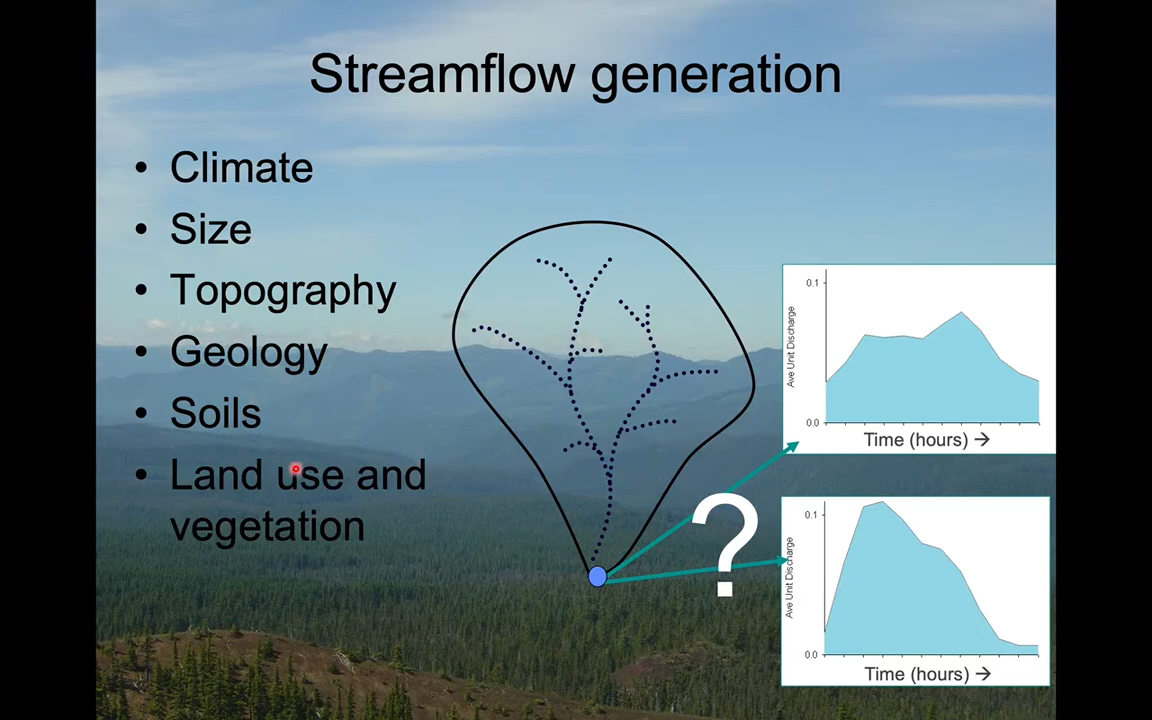 Streamflow generation
• Climate
• Size
• Topography
• Geology
• Soils
• Land use and
vegetation
?
0.1
Ave Unit Discharge
0.0
Time (hours) →
0.1
Ave Unit Discharge
0.0
Time (hours) →